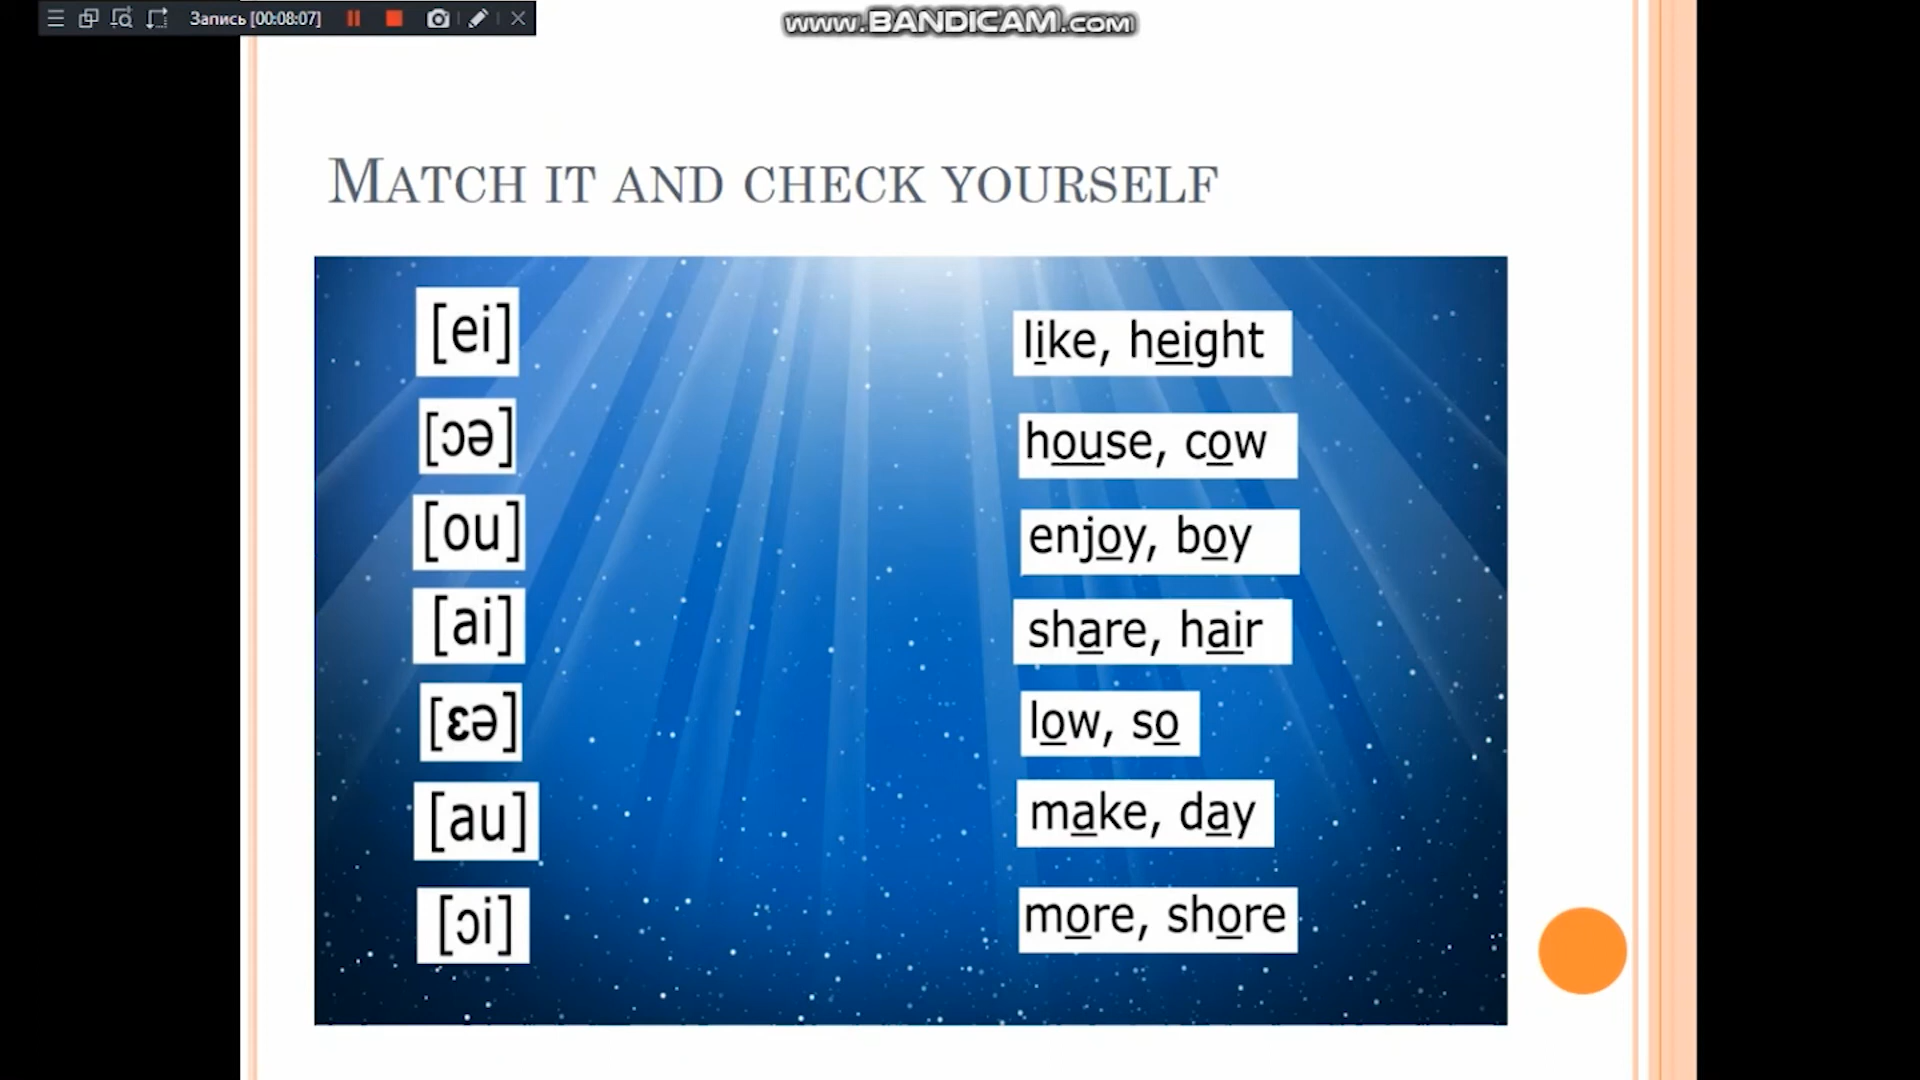 Запись [00:08:07]
www.BANDICAM.com
Match it and check yourself
[ei]
like, height
[ɔə]
house, cow
[ou]
enjoy, boy
[ai]
share, hair
[ɛə]
low, so
[au]
make, day
[ɔi]
more, shore